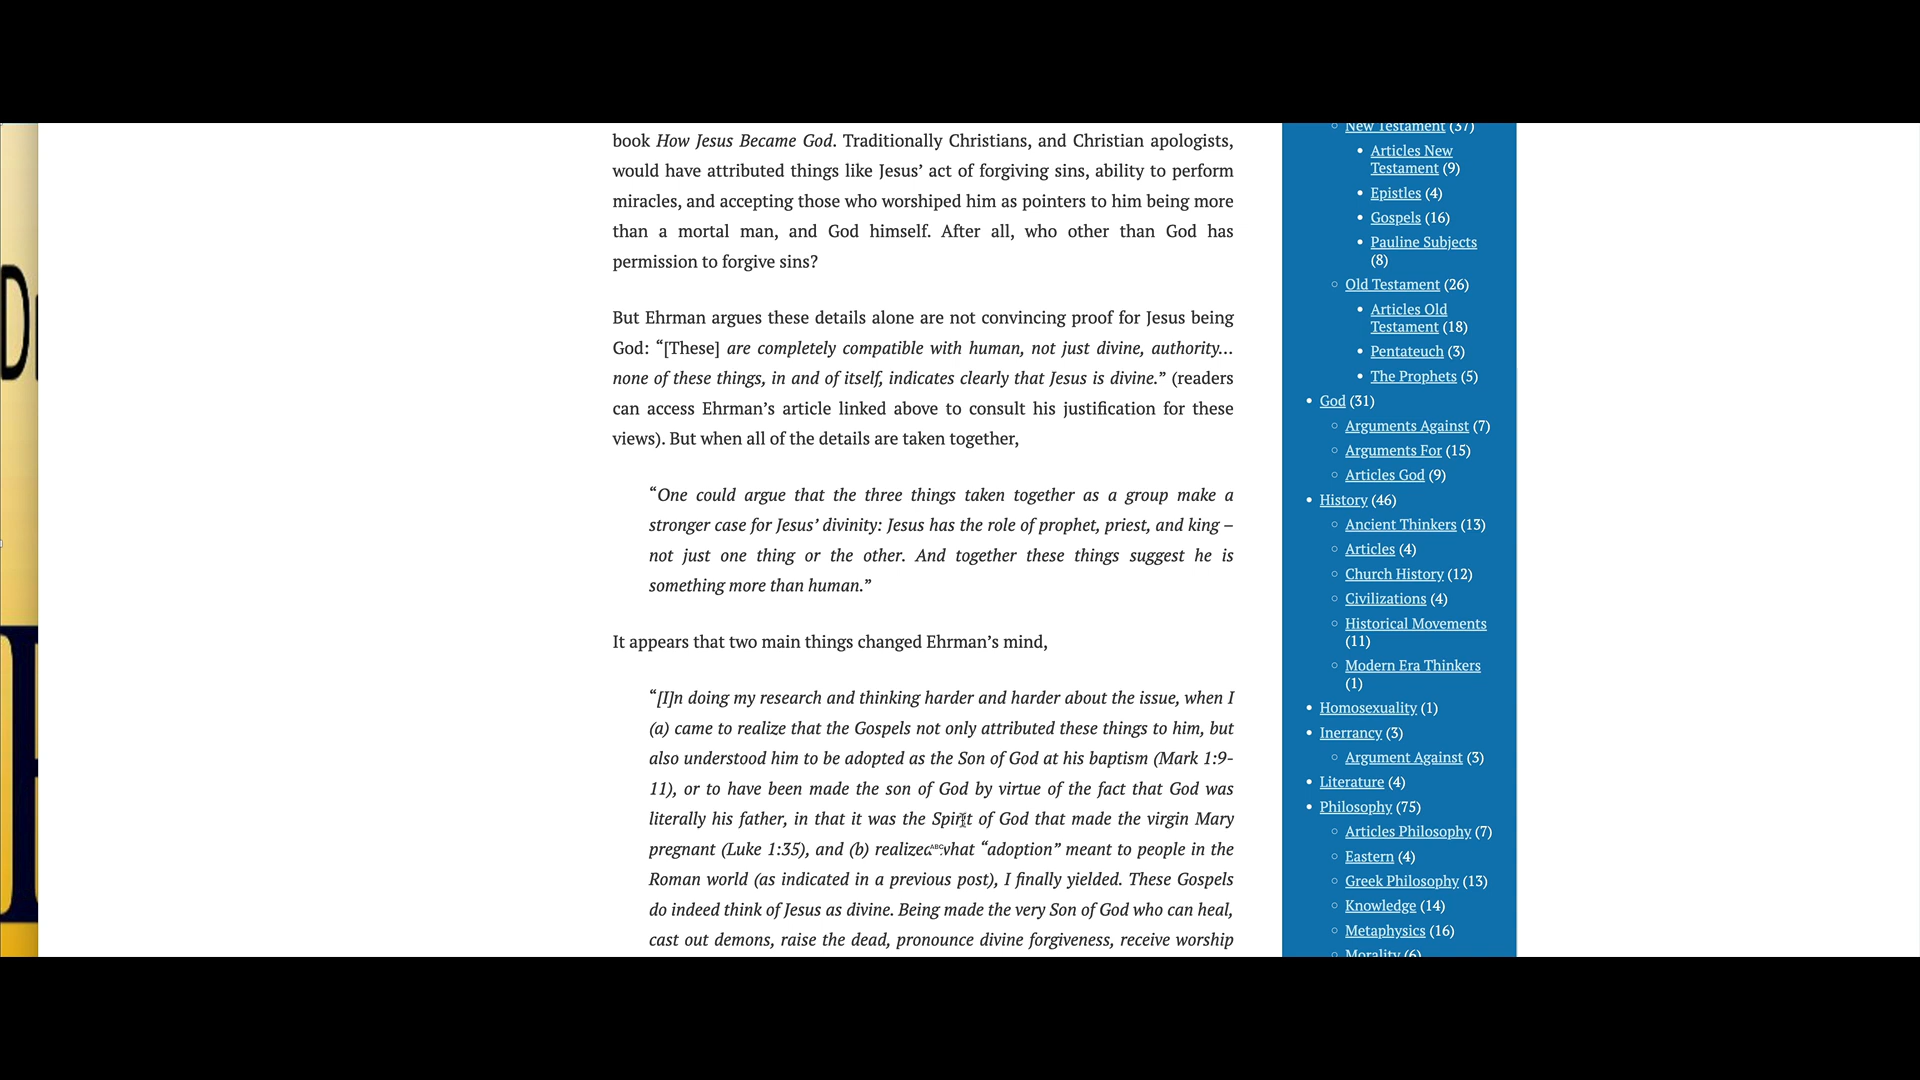 book How Jesus Became God. Traditionally Christians, and Christian apologists,
would have attributed things like Jesus’ act of forgiving sins, ability to perform
miracles, and accepting those who worshiped him as pointers to him being more
than a mortal man, and God himself. After all, who other than God has
permission to forgive sins?
But Ehrman argues these details alone are not convincing proof for Jesus being
God: “[These] are completely compatible with human, not just divine, authority…
none of these things, in and of itself, indicates clearly that Jesus is divine.” (readers
can access Ehrman’s article linked above to consult his justification for these
views). But when all of the details are taken together,
“One could argue that the three things taken together as a group make a
stronger case for Jesus’ divinity: Jesus has the role of prophet, priest, and king –
not just one thing or the other. And together these things suggest he is
something more than human.”
It appears that two main things changed Ehrman’s mind,
“[I]n doing my research and thinking harder and harder about the issue, when I
(a) came to realize that the Gospels not only attributed these things to him, but
also understood him to be adopted as the Son of God at his baptism (Mark 1:9-
11), or to have been made the son of God by virtue of the fact that God was
literally his father, in that it was the Spirit of God that made the virgin Mary
pregnant (Luke 1:35), and (b) realized what “adoption” meant to people in the
Roman world (as indicated in a previous post), I finally yielded. These Gospels
do indeed think of Jesus as divine. Being made the very Son of God who can heal,
cast out demons, raise the dead, pronounce divine forgiveness, receive worship
New Testament (37)
Articles New
Testament (9)
Epistles (4)
Gospels (16)
Pauline Subjects
(8)
Old Testament (26)
Articles Old
Testament (18)
Pentateuch (3)
The Prophets (5)
God (31)
Arguments Against (7)
Arguments For (15)
Articles God (9)
History (46)
Ancient Thinkers (13)
Articles (4)
Church History (12)
Civilizations (4)
Historical Movements
(11)
Modern Era Thinkers
(1)
Homosexuality (1)
Inerrancy (3)
Argument Against (3)
Literature (4)
Philosophy (75)
Articles Philosophy (7)
Eastern (4)
Greek Philosophy (13)
Knowledge (14)
Metaphysics (16)
Morality (6)